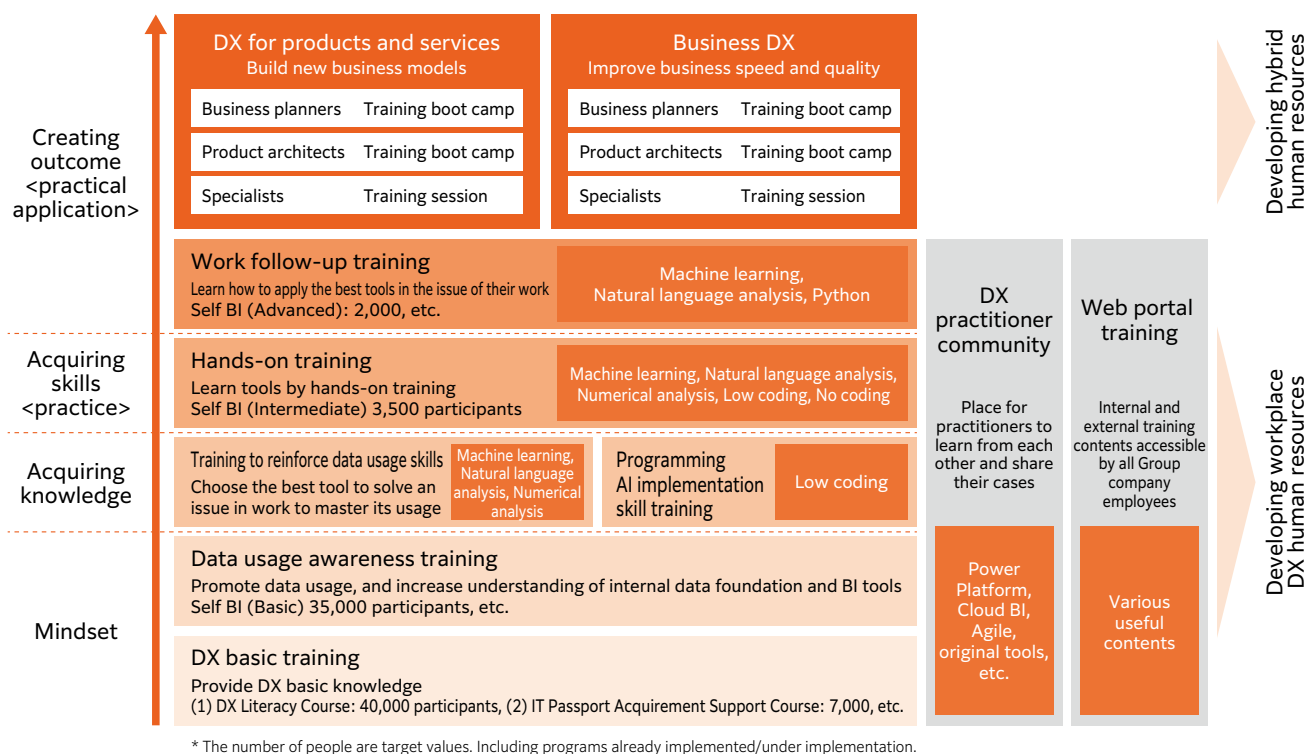 DX for products and services
Build new business models
Business planners Training boot camp
Product architects Training boot camp
Specialists Training session
Business DX
Improve business speed and quality
Business planners Training boot camp
Product architects Training boot camp
Specialists Training session
Creating
outcome
<practical
application>
Developing hybrid
human resources
Work follow-up training
Learn how to apply the best tools in the issue of their work
Self BI (Advanced): 2,000, etc.
Machine learning,
Natural language analysis, Python
Acquiring
skills
<practice>
Hands-on training
Learn tools by hands-on training
Self BI (Intermediate) 3,500 participants
Machine learning, Natural language analysis,
Numerical analysis, Low coding, No coding
Acquiring
knowledge
Training to reinforce data usage skills
Choose the best tool to solve an
issue in work to master its usage
Machine learning,
Natural language
analysis, Numerical
analysis
Programming
AI implementation
skill training
Low coding
Mindset
Data usage awareness training
Promote data usage, and increase understanding of internal data foundation and BI tools
Self BI (Basic) 35,000 participants, etc.
DX basic training
Provide DX basic knowledge
(1) DX Literacy Course: 40,000 participants, (2) IT Passport Acquirement Support Course: 7,000, etc.
DX
practitioner
community
Place for
practitioners to
learn from each
other and share
their cases
Power
Platform,
Cloud BI,
Agile,
original tools,
etc.
Web portal
training
Internal and
external training
contents accessible
by all Group
company
employees
Various
useful
contents
Developing workplace
DX human resources
* The number of people are target values. Including programs already implemented/under implementation.